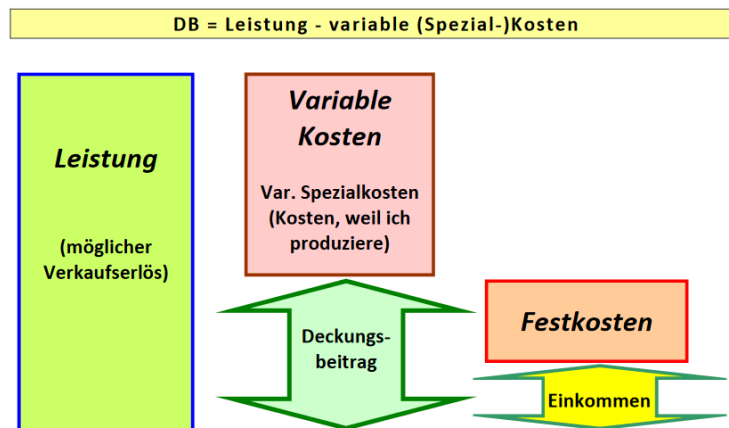 DB = Leistung - variable (Spezial-)Kosten
Leistung
(möglicher
Verkaufserlös)
Variable
Kosten
Var. Spezialkosten
(Kosten, weil ich
produziere)
Deckungs-
beitrag
Festkosten
Einkommen